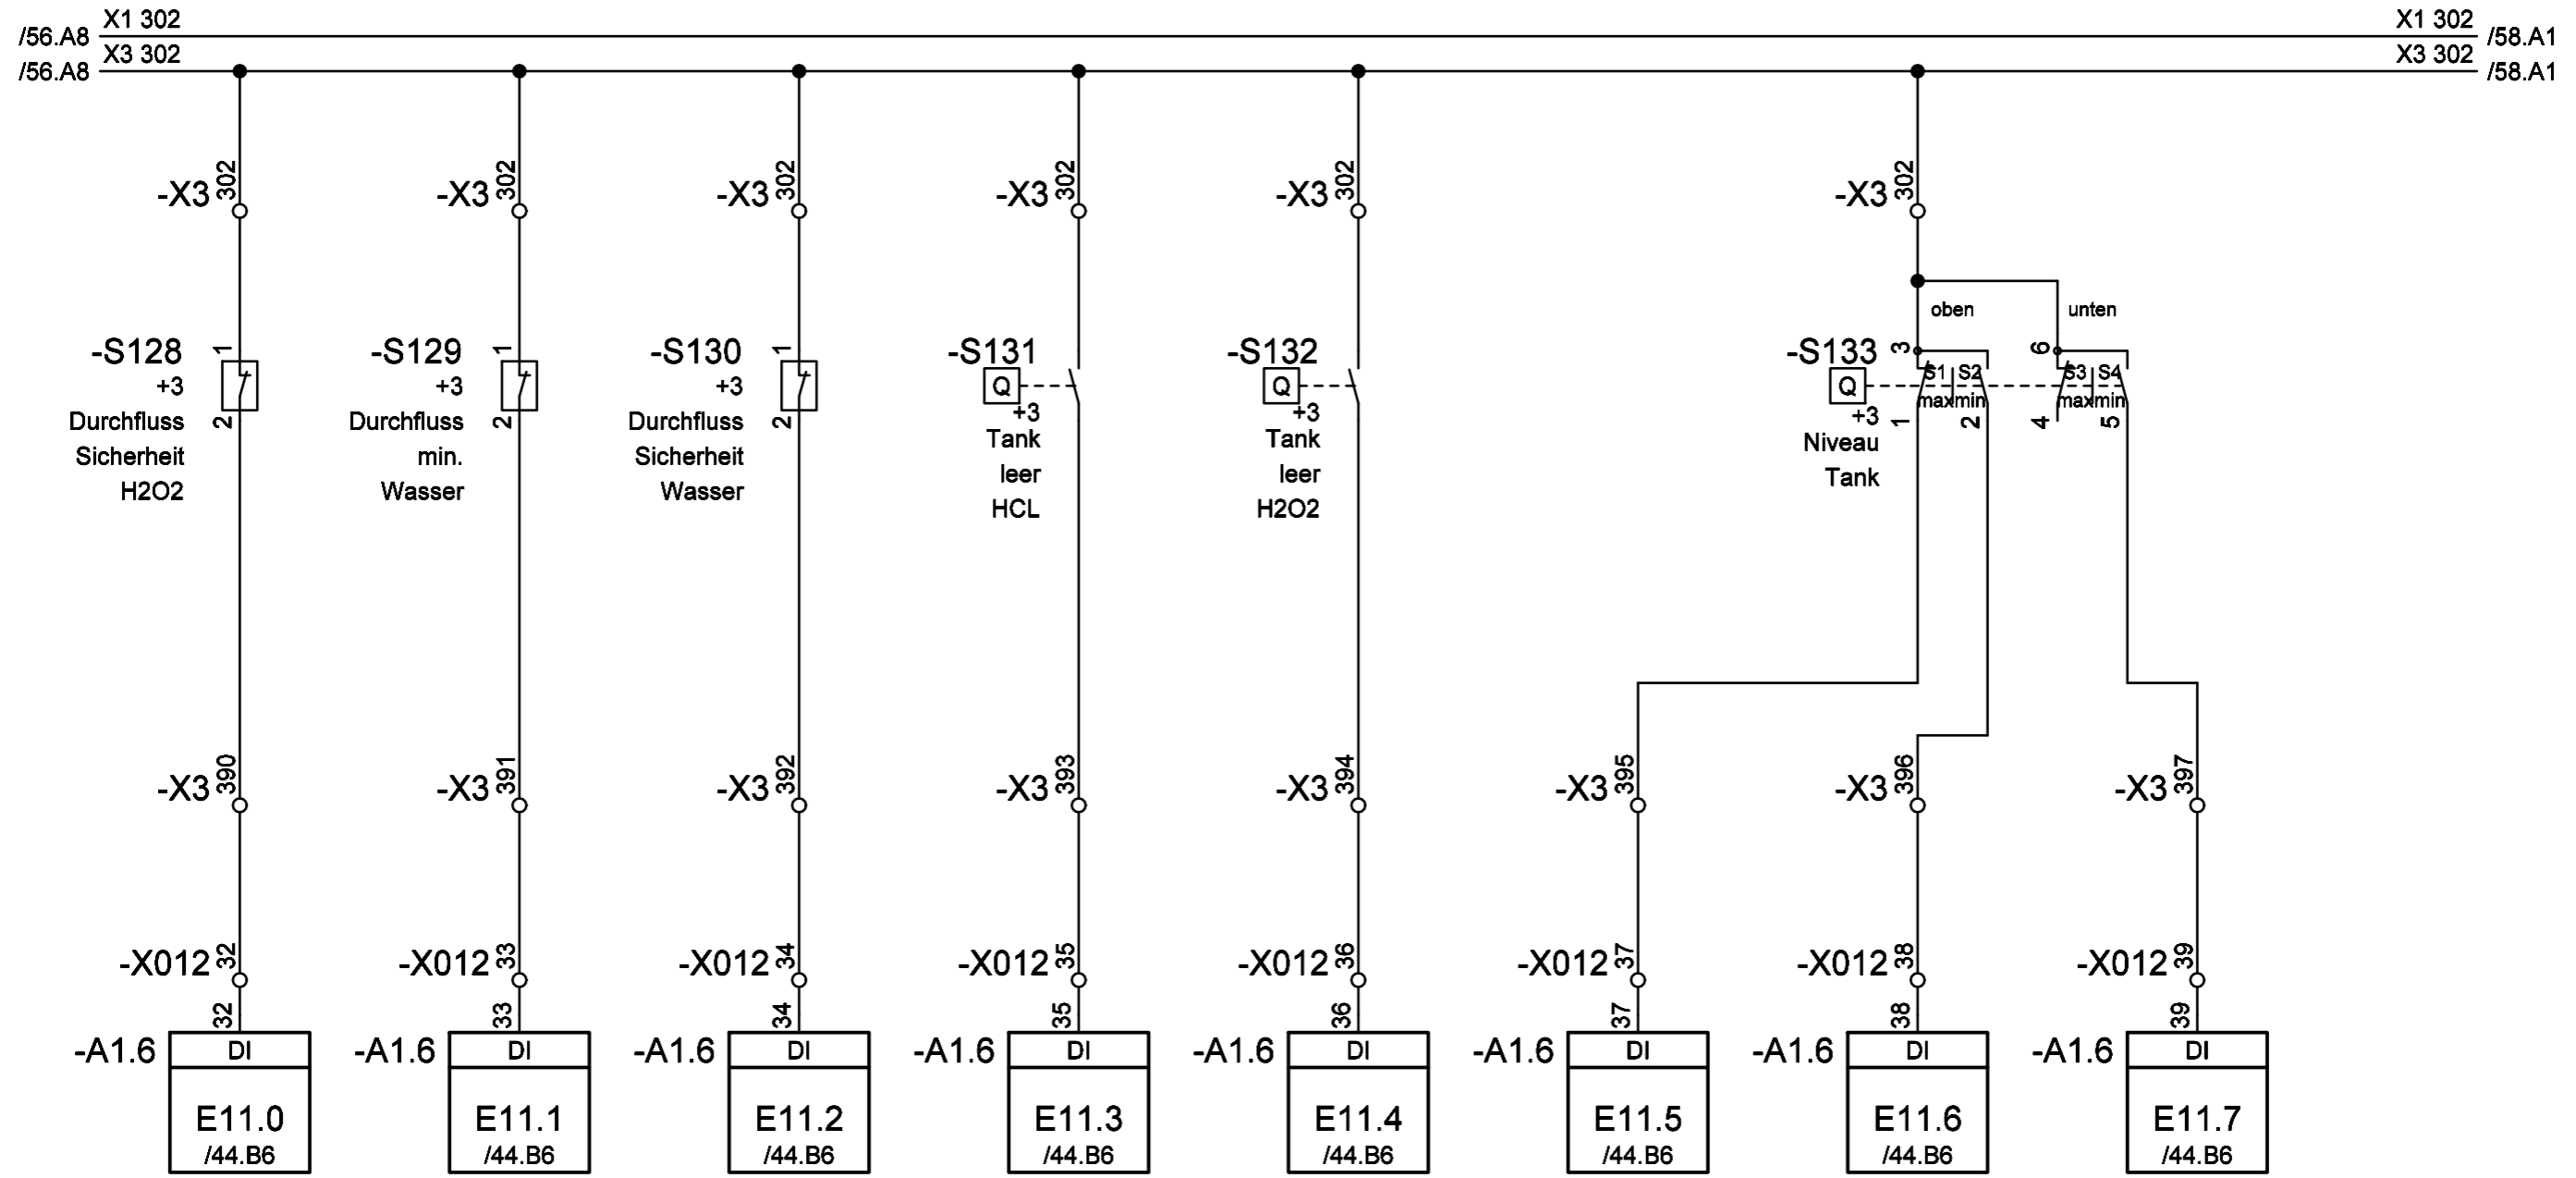 X1 302
X1 302
/56.A8
/58.A1
X3 302
X3 302
/56.A8
/58.A1
-X3 302
-X3 302
-X3 302
-X3 302
-X3 302
-X3 302
oben
unten
-S128 1
+3
Durchfluss 2
Sicherheit
H2O2
-S129 1
+3
Durchfluss 2
min.
Wasser
-S130 1
+3
Durchfluss 2
Sicherheit
Wasser
-S131
Q
+3
Tank
leer
HCL
-S132
Q
+3
Tank
leer
H2O2
-S133 3 6
Q S1 S2 S3 S4
max min max min
+3 1 2 4 5
Niveau
Tank
-X3 390
-X3 391
-X3 392
-X3 393
-X3 394
-X3 395
-X3 396
-X3 397
-X012 32
-X012 33
-X012 34
-X012 35
-X012 36
-X012 37
-X012 38
-X012 39
32
33
34
35
36
37
38
39
-A1.6 DI
-A1.6 DI
-A1.6 DI
-A1.6 DI
-A1.6 DI
-A1.6 DI
-A1.6 DI
-A1.6 DI
E11.0
E11.1
E11.2
E11.3
E11.4
E11.5
E11.6
E11.7
/44.B6
/44.B6
/44.B6
/44.B6
/44.B6
/44.B6
/44.B6
/44.B6